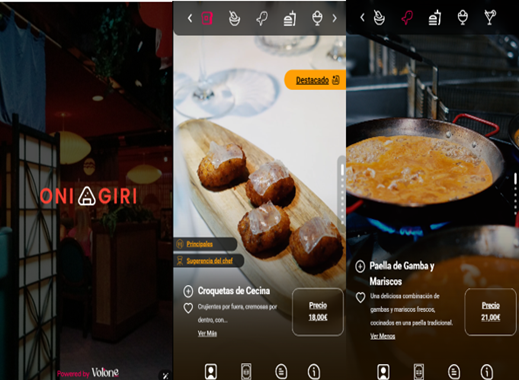 ONI GIRI
Powered by Volone
Destacado
Principales
Sugerencia del chef
Croquetas de Cecina
Crujientes por fuera, cremosas por
dentro, con...
Ver Más
Precio
18,00€
Paella de Gamba y
Mariscos
Una deliciosa combinación de
gambas y mariscos frescos,
cocinados en una paella tradicional.
Ver Menos
Precio
21,00€